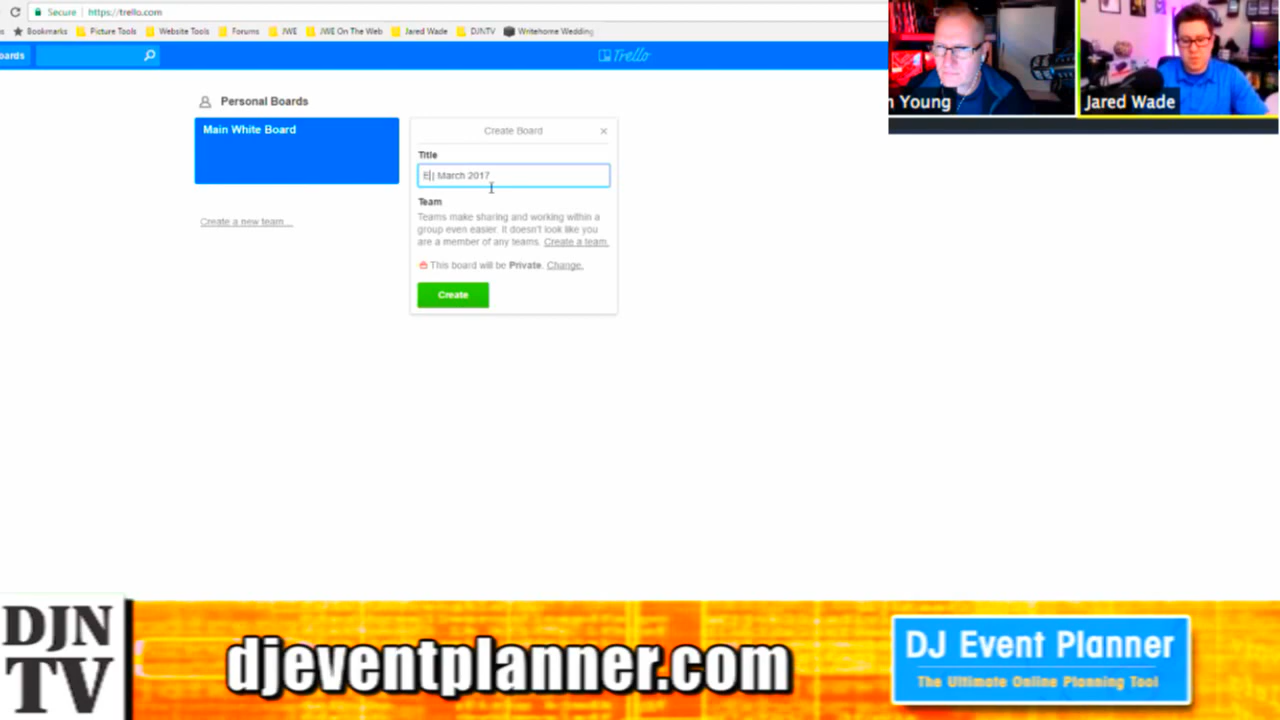 Secure https://trello.com
Bookmarks Picture Tools Website Tools Forums JWE JWE On The Web Jared Wade DJNTV Writehome Wedding
oards Trello
n Young
Jared Wade
Personal Boards
Main White Board
Create a new team...
Create Board
Title
E| March 2017
Team
Teams make sharing and working within a
group even easier. It doesn't look like you
are a member of any teams. Create a team.
This board will be Private. Change.
Create
DJN
TV
djeventplanner.com
DJ Event Planner
The Ultimate Online Planning Tool